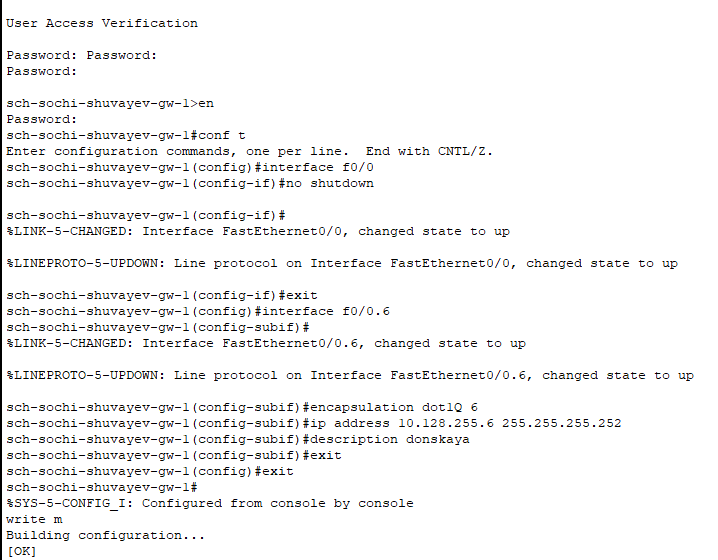 User Access Verification
Password: Password:
Password:
sch-sochi-shuvayev-gw-1>en
Password:
sch-sochi-shuvayev-gw-1#conf t
Enter configuration commands, one per line.  End with CNTL/Z.
sch-sochi-shuvayev-gw-1(config)#interface f0/0
sch-sochi-shuvayev-gw-1(config-if)#no shutdown
sch-sochi-shuvayev-gw-1(config-if)#
%LINK-5-CHANGED: Interface FastEthernet0/0, changed state to up
%LINEPROTO-5-UPDOWN: Line protocol on Interface FastEthernet0/0, changed state to up
sch-sochi-shuvayev-gw-1(config-if)#exit
sch-sochi-shuvayev-gw-1(config)#interface f0/0.6
sch-sochi-shuvayev-gw-1(config-subif)#
%LINK-5-CHANGED: Interface FastEthernet0/0.6, changed state to up
%LINEPROTO-5-UPDOWN: Line protocol on Interface FastEthernet0/0.6, changed state to up
sch-sochi-shuvayev-gw-1(config-subif)#encapsulation dot1Q 6
sch-sochi-shuvayev-gw-1(config-subif)#ip address 10.128.255.6 255.255.255.252
sch-sochi-shuvayev-gw-1(config-subif)#description donskaya
sch-sochi-shuvayev-gw-1(config-subif)#exit
sch-sochi-shuvayev-gw-1(config)#exit
sch-sochi-shuvayev-gw-1#
%SYS-5-CONFIG_I: Configured from console by console
write m
Building configuration...
[OK]